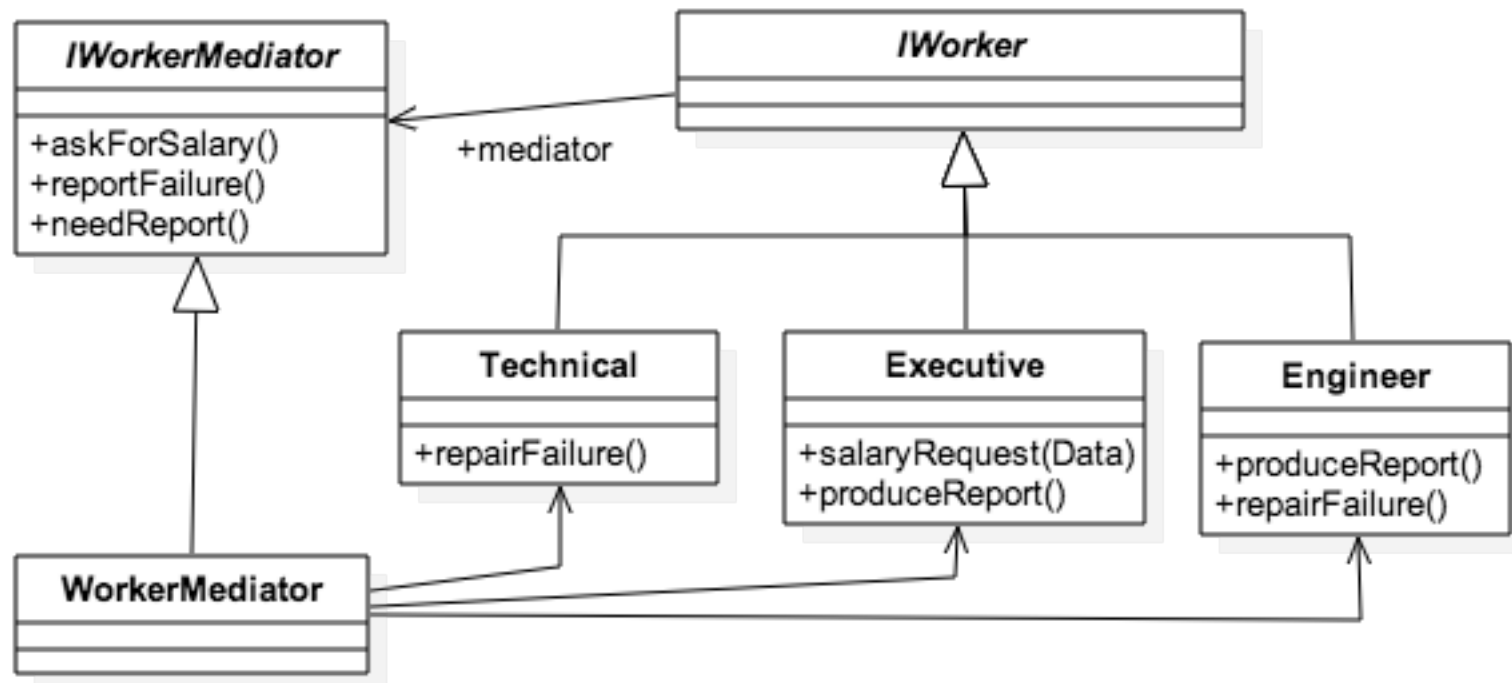 IWorkerMediator
+askForSalary()
+reportFailure()
+needReport()
IWorker
+mediator
Technical
+repairFailure()
Executive
+salaryRequest(Data)
+produceReport()
Engineer
+produceReport()
+repairFailure()
WorkerMediator